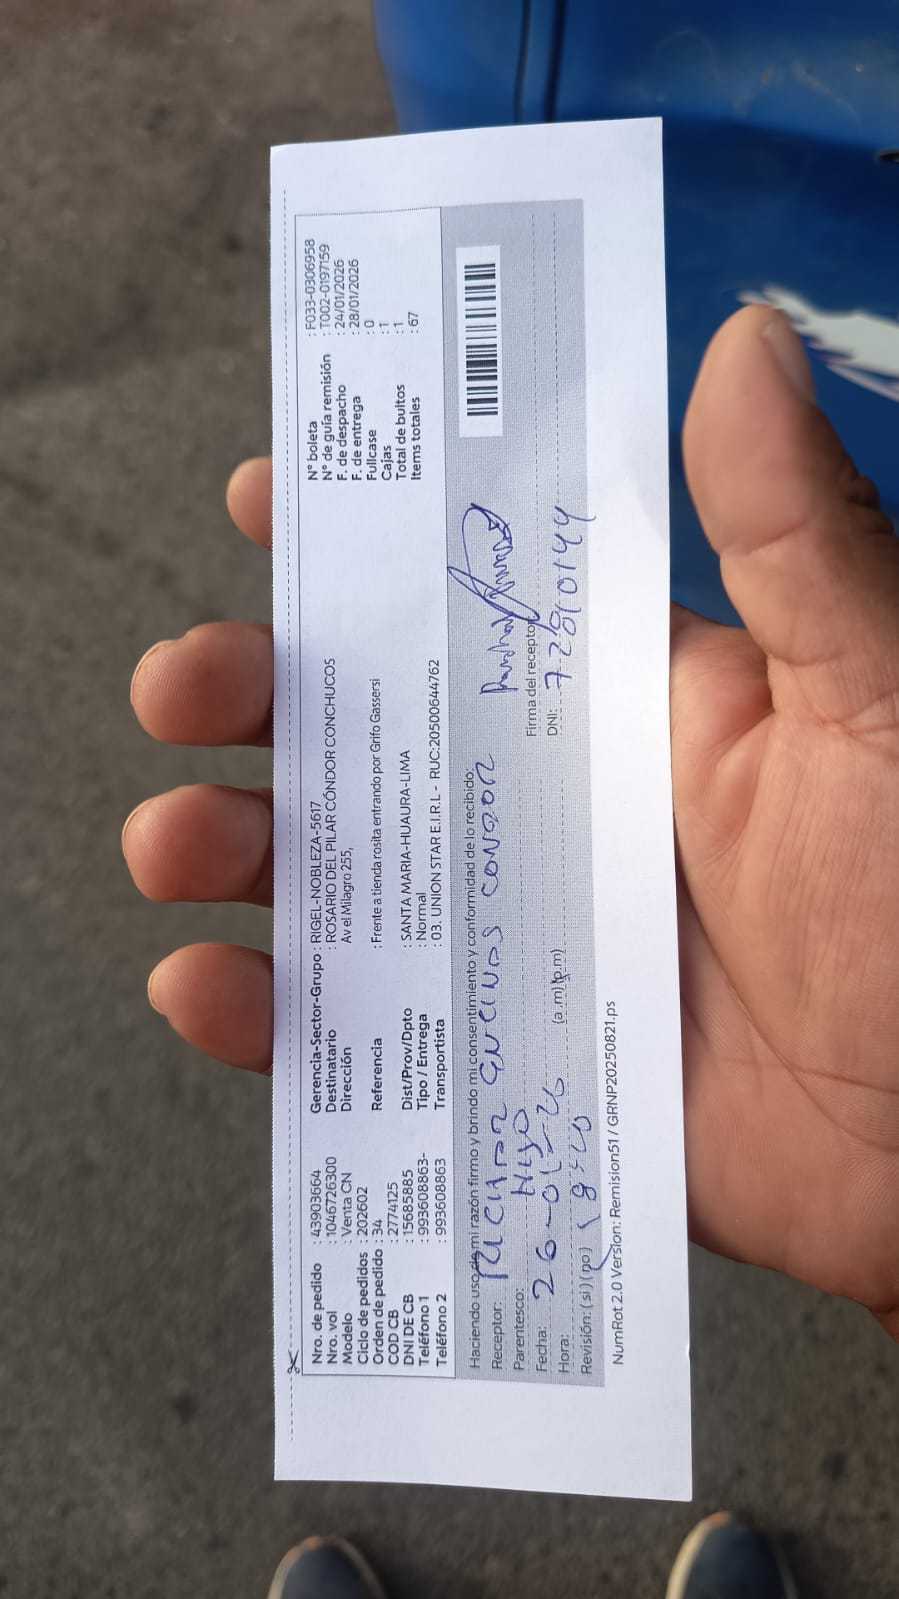 Nro. de pedido : 43903664
Nro. vol : 1046726300
Modelo : Venta CN
Ciclo de pedidos : 202602
Orden de pedido : 34
COD CB : 2774125
DNI DE CB : 15685885
Teléfono 1 : 993608863-
Teléfono 2 : 993608863
Gerencia-Sector-Grupo : RIGEL-NOBLEZA-5617
Destinatario : ROSARIO DEL PILAR CÓNDOR CONCHUCOS
Dirección Av el Milagro 255,
Referencia : Frente a tienda rosita entrando por Grifo Gassersi
Dist/Prov/Dpto : SANTA MARIA-HUAURA-LIMA
Tipo / Entrega : Normal
Transportista : 03. UNION STAR E.I.R.L - RUC:20500644762
N° boleta : F033-0306958
N° de guía remisión : T002-0197159
F. de despacho : 24/01/2026
F. de entrega : 28/01/2026
Fullcase : 0
Cajas : 1
Total de bultos : 1
Items totales : 67
Haciendo uso de mi razón firmo y brindo mi consentimiento y conformidad de lo recibido:
Receptor: CONDOR
Parentesco: HIJO
Fecha: 26-01-26
Hora: (a.m)(p.m)
Revisión: (si) (no)
Firma del receptor
DNI:
NumRot 2.0 Version: Remision51 / GRNP20250821.ps